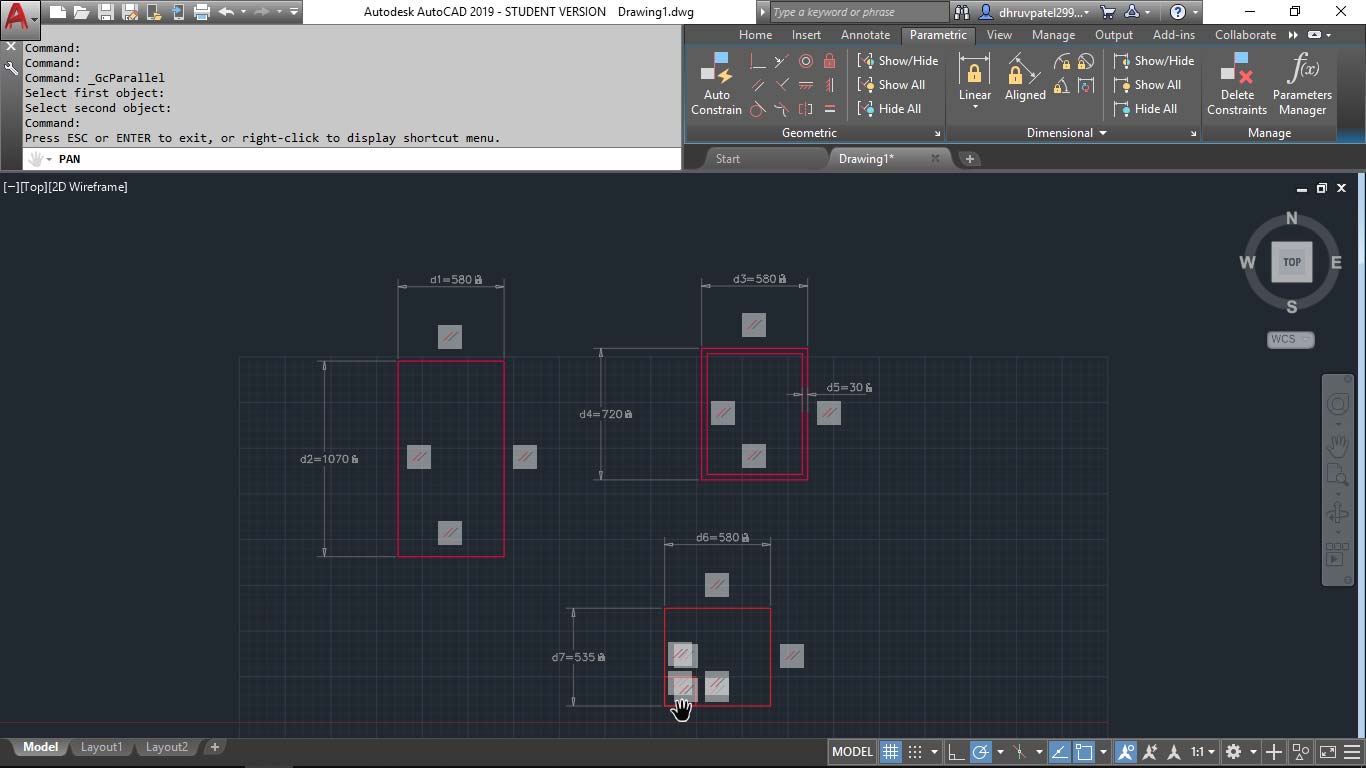 Autodesk AutoCAD 2019 - STUDENT VERSION Drawing1.dwg
Type a keyword or phrase
dhruvpatel299...
Home Insert Annotate Parametric View Manage Output Add-ins Collaborate
Command:
Command:
Command: _GcParallel
Select first object:
Select second object:
Command:
Press ESC or ENTER to exit, or right-click to display shortcut menu.
PAN
Auto
Constrain
Show/Hide
Show All
Hide All
Geometric
Linear
Aligned
Show/Hide
Show All
Hide All
Dimensional
Delete
Constraints
f(x)
Parameters
Manager
Manage
Start
Drawing1*
[−][Top][2D Wireframe]
N
W
TOP
E
S
WCS
d1=580
d3=580
d5=30
d4=720
d2=1070
d6=580
d7=535
Model
Layout1
Layout2
MODEL
1:1